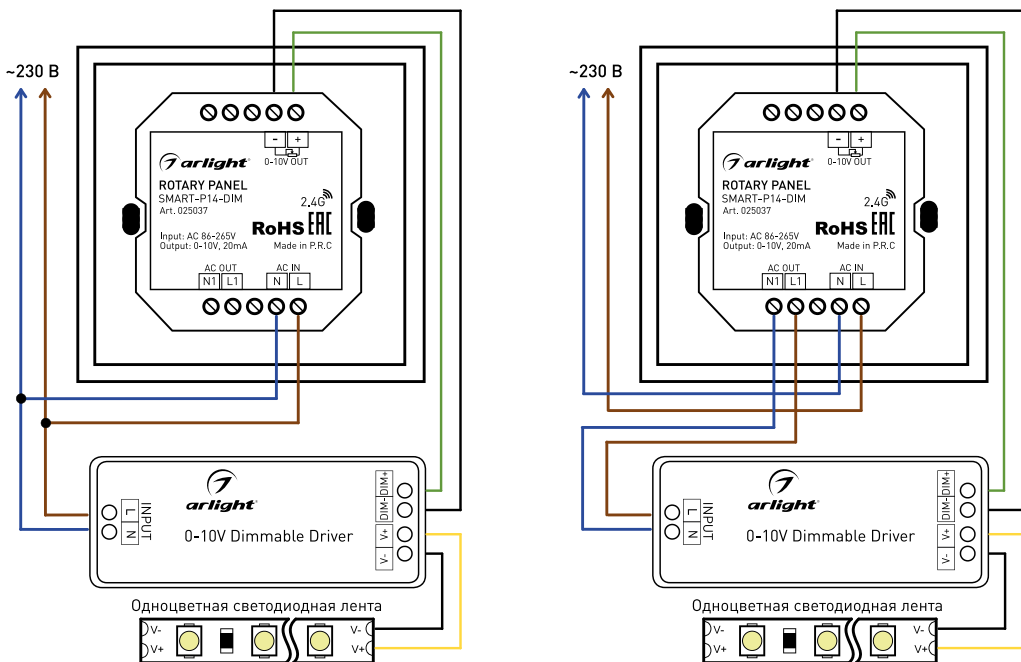 ~230 В
- +
0-10V OUT
arlight
ROTARY PANEL
SMART-P14-DIM
Art. 025037
2.4G
RoHS EAC
Input: AC 86-265V
Output: 0-10V, 20mA
Made in P.R.C
AC OUT AC IN
N1 L1 N L
INPUT
L
N
arlight
0-10V Dimmable Driver
DIM+
DIM-
V+
V-
Одноцветная светодиодная лента
V- V-
V+ V+
~230 В
- +
0-10V OUT
arlight
ROTARY PANEL
SMART-P14-DIM
Art. 025037
2.4G
RoHS EAC
Input: AC 86-265V
Output: 0-10V, 20mA
Made in P.R.C
AC OUT AC IN
N1 L1 N L
INPUT
L
N
arlight
0-10V Dimmable Driver
DIM+
DIM-
V+
V-
Одноцветная светодиодная лента
V- V-
V+ V+